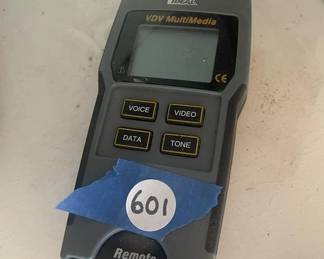 IDEAL
VDV MultiMedia
CE
VOICE
VIDEO
DATA
TONE
601
Remote